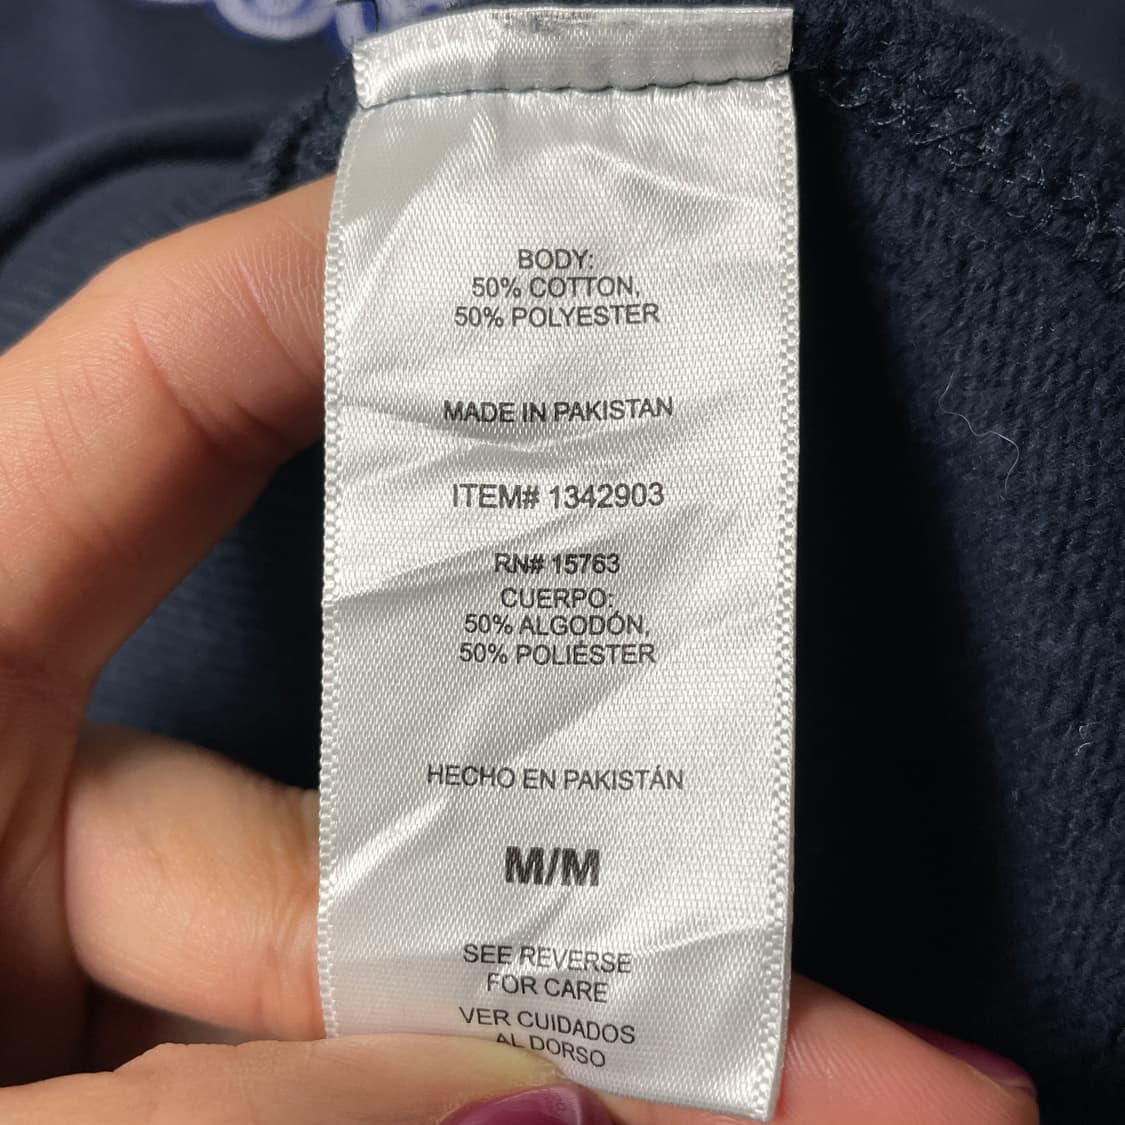 BODY:
50% COTTON,
50% POLYESTER
MADE IN PAKISTAN
ITEM# 1342903
RN# 15763
CUERPO:
50% ALGODÓN,
50% POLIÉSTER
HECHO EN PAKISTÁN
M/M
SEE REVERSE
FOR CARE
VER CUIDADOS
AL DORSO